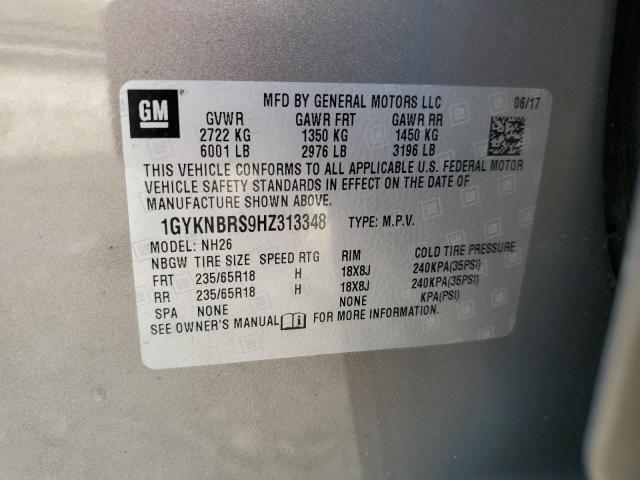 GM
MFD BY GENERAL MOTORS LLC 06/17
GVWR GAWR FRT GAWR RR
2722 KG 1350 KG 1450 KG
6001 LB 2976 LB 3196 LB
THIS VEHICLE CONFORMS TO ALL APPLICABLE U.S. FEDERAL MOTOR
VEHICLE SAFETY STANDARDS IN EFFECT ON THE DATE OF
MANUFACTURE SHOWN ABOVE.
1GYKNBRS9HZ313348 TYPE: M.P.V.
MODEL: NH26
NBGW TIRE SIZE SPEED RTG RIM COLD TIRE PRESSURE
FRT 235/65R18 H 18X8J 240KPA(35PSI)
RR 235/65R18 H 18X8J 240KPA(35PSI)
SPA NONE NONE KPA(PSI)
SEE OWNER'S MANUAL FOR MORE INFORMATION.